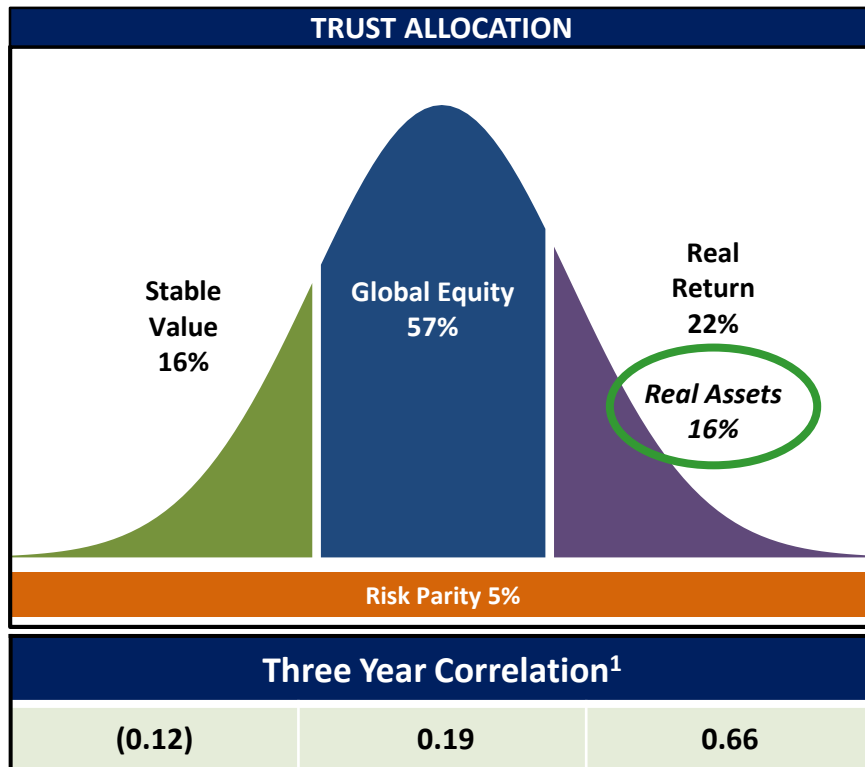 TRUST ALLOCATION
Stable
Value
16%
Global Equity
57%
Real
Return
22%
Real Assets
16%
Risk Parity 5%
Three Year Correlation¹
(0.12) 0.19 0.66